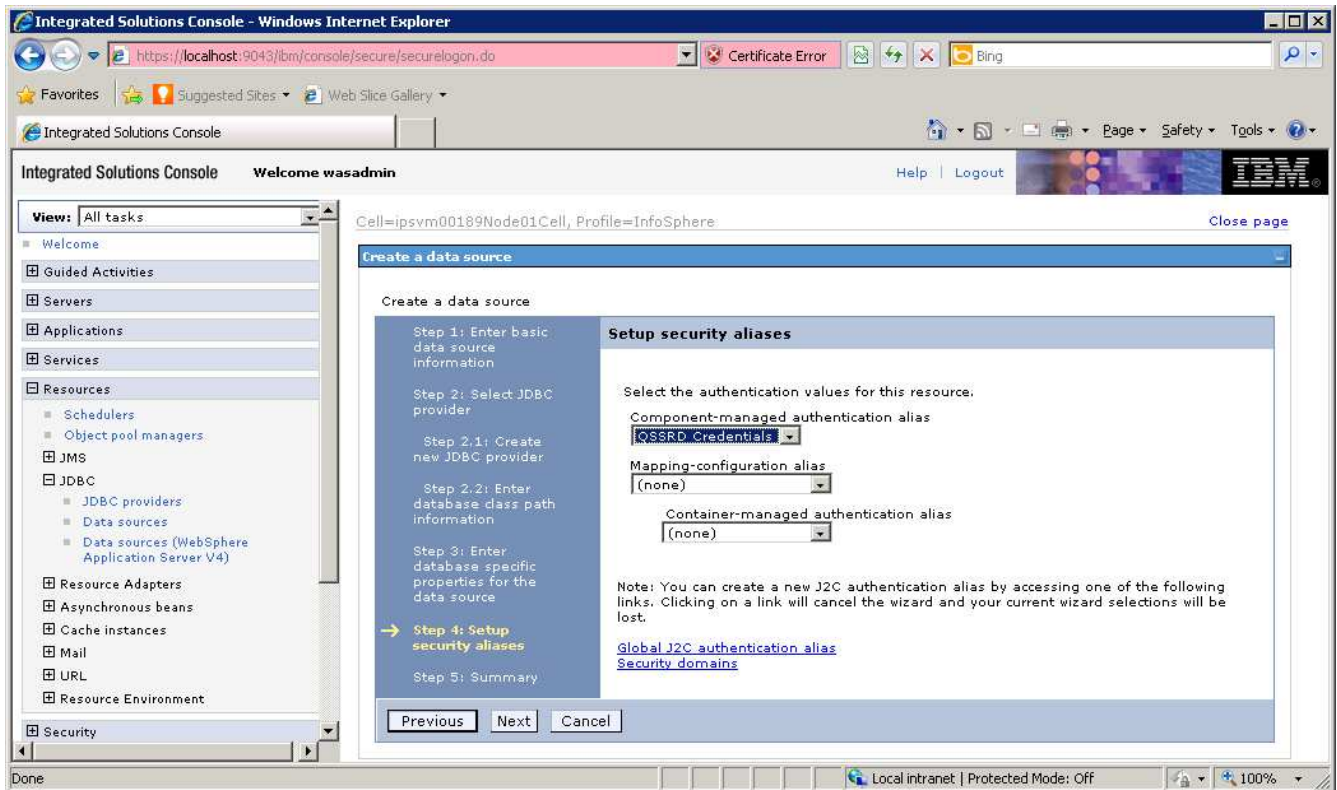 Integrated Solutions Console - Windows Internet Explorer
https://localhost:9043/ibm/console/secure/securelogon.do
Certificate Error
Bing
Favorites
Suggested Sites
Web Slice Gallery
Integrated Solutions Console
Page
Safety
Tools
Integrated Solutions Console
Welcome wasadmin
Help | Logout
IBM®
View: All tasks
Welcome
Guided Activities
Servers
Applications
Services
Resources
Schedulers
Object pool managers
JMS
JDBC
JDBC providers
Data sources
Data sources (WebSphere
Application Server V4)
Resource Adapters
Asynchronous beans
Cache instances
Mail
URL
Resource Environment
Security
Cell=ipsvm00189Node01Cell, Profile=InfoSphere
Close page
Create a data source
Create a data source
Step 1: Enter basic
data source
information
Step 2: Select JDBC
provider
Step 2.1: Create
new JDBC provider
Step 2.2: Enter
database class path
information
Step 3: Enter
database specific
properties for the
data source
Step 4: Setup
security aliases
Step 5: Summary
Setup security aliases
Select the authentication values for this resource.
Component-managed authentication alias
QSSRD Credentials
Mapping-configuration alias
(none)
Container-managed authentication alias
(none)
Note: You can create a new J2C authentication alias by accessing one of the following
links. Clicking on a link will cancel the wizard and your current wizard selections will be
lost.
Global J2C authentication alias
Security domains
Previous
Next
Cancel
Done
Local intranet | Protected Mode: Off
100%